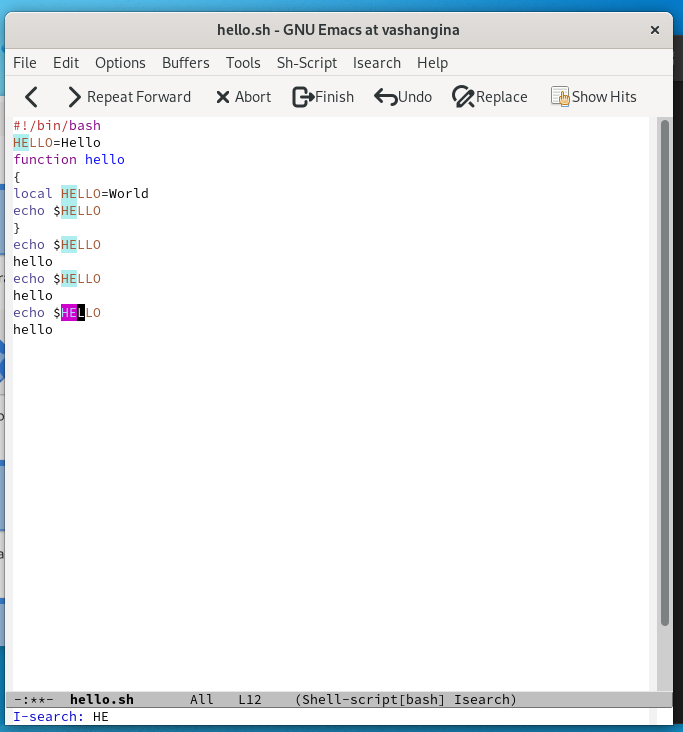 hello.sh - GNU Emacs at vashangina ×
File Edit Options Buffers Tools Sh-Script Isearch Help
Repeat Forward Abort Finish Undo Replace Show Hits
#!/bin/bash
HELLO=Hello
function hello
{
local HELLO=World
echo $HELLO
}
echo $HELLO
hello
echo $HELLO
hello
echo $HELLO
hello
-:**- hello.sh All L12 (Shell-script[bash] Isearch)
I-search: HE